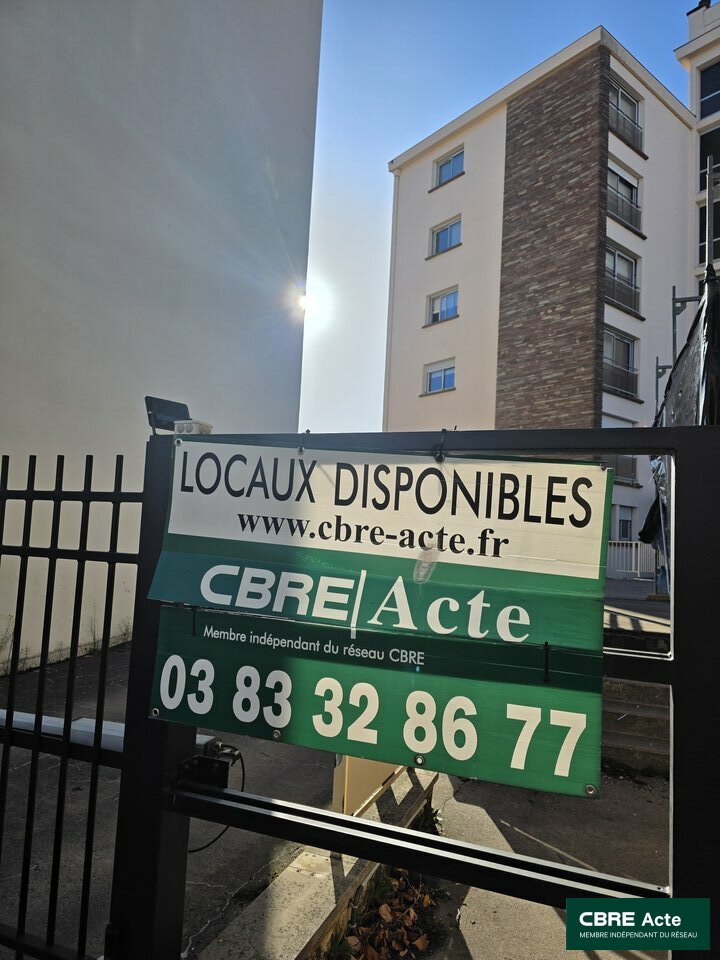 LOCAUX DISPONIBLES
www.cbre-acte.fr
CBRE|Acte
Membre indépendant du réseau CBRE
03 83 32 86 77
CBRE Acte
MEMBRE INDÉPENDANT DU RÉSEAU